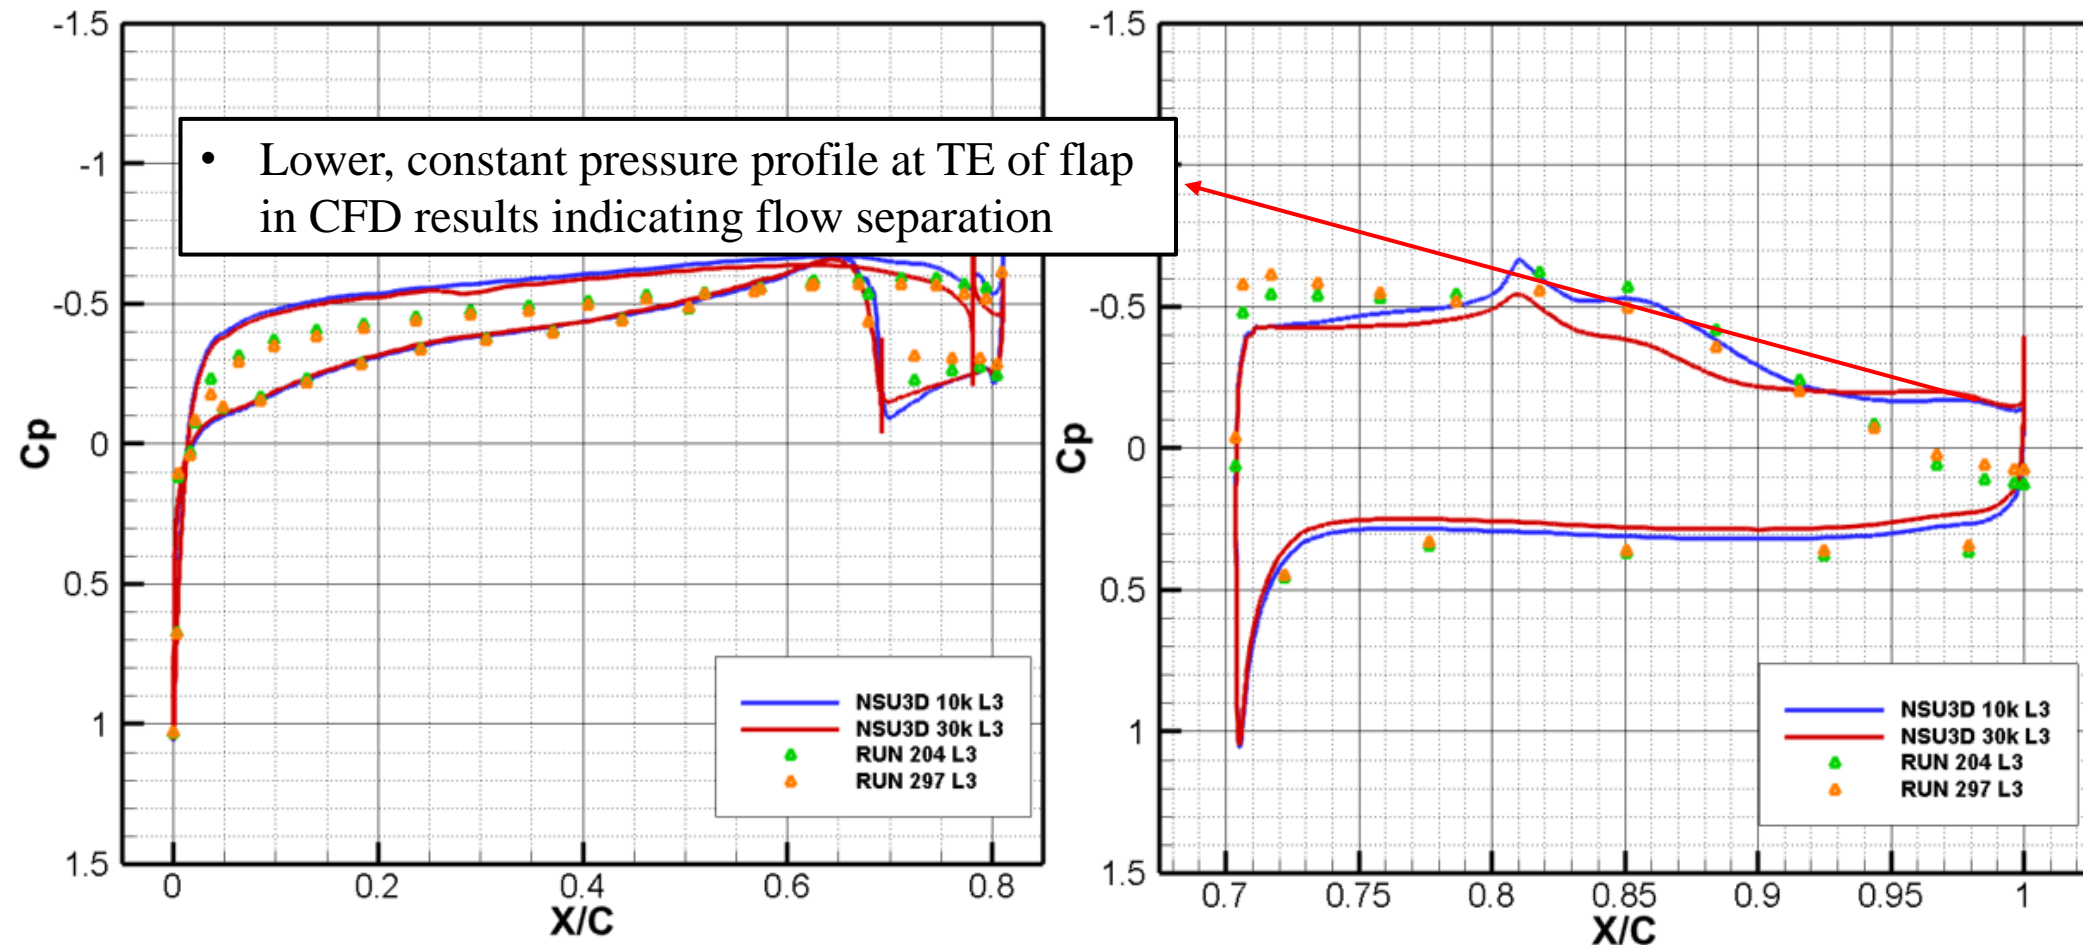 -1.5
-1
-0.5
0
0.5
1
1.5
Cp
0
0.2
0.4
0.6
0.8
X/C
• Lower, constant pressure profile at TE of flap
in CFD results indicating flow separation
NSU3D 10k L3
NSU3D 30k L3
RUN 204 L3
RUN 297 L3
-1.5
-0.5
0
0.5
1
1.5
Cp
0.7
0.75
0.8
0.85
0.9
0.95
1
X/C
NSU3D 10k L3
NSU3D 30k L3
RUN 204 L3
RUN 297 L3